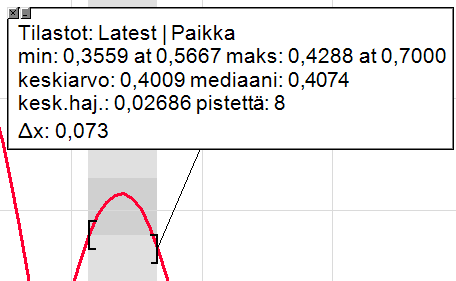 Tilastot: Latest | Paikka
min: 0,3559 at 0,5667 maks: 0,4288 at 0,7000
keskiarvo: 0,4009 mediaani: 0,4074
kesk.haj.: 0,02686 pistettä: 8
Δx: 0,073